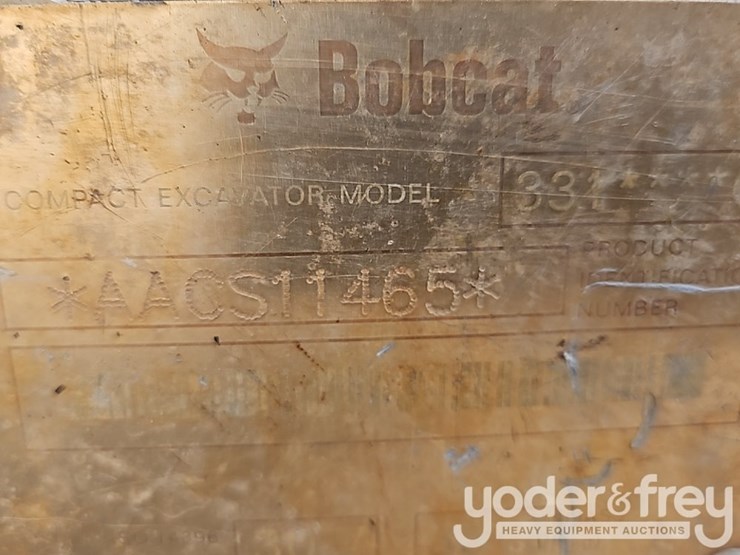 Bobcat
COMPACT EXCAVATOR MODEL 331****
*AACS11465*
PRODUCT
IDENTIFICATION
NUMBER
yoder&frey
HEAVY EQUIPMENT AUCTIONS